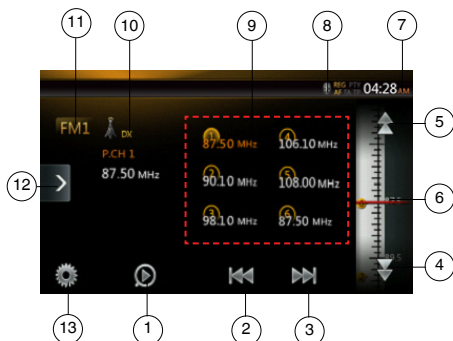 11 10 9 8 7
REG PTY
AF TA TP 04:28 AM
FM1 DX
P.CH 1
87.50 MHz
1 87.50 MHz 4 106.10 MHz
2 90.10 MHz 5 108.00 MHz
3 98.10 MHz 6 87.50 MHz
5
12
6
4
13 1 2 3